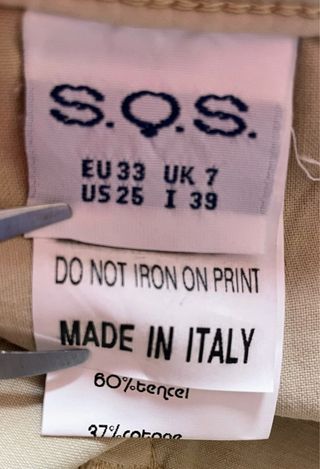 S.O.S.
EU 33 UK 7
US 25 I 39
DO NOT IRON ON PRINT
MADE IN ITALY
60%tencel
37%cotone